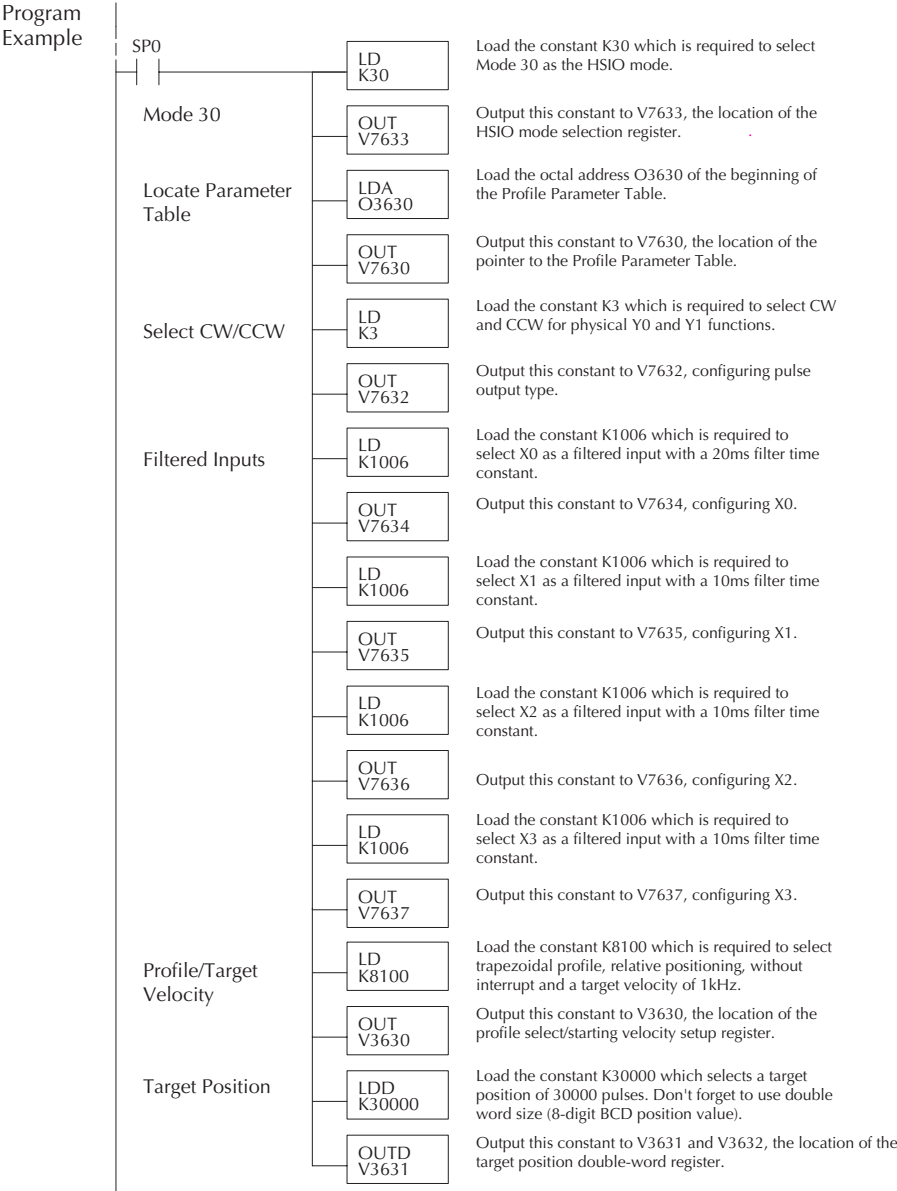 Program
Example
SP0
LD
K30
Load the constant K30 which is required to select
Mode 30 as the HSIO mode.
Mode 30
OUT
V7633
Output this constant to V7633, the location of the
HSIO mode selection register.
Locate Parameter
Table
LDA
O3630
Load the octal address O3630 of the beginning of
the Profile Parameter Table.
OUT
V7630
Output this constant to V7630, the location of the
pointer to the Profile Parameter Table.
Select CW/CCW
LD
K3
Load the constant K3 which is required to select CW
and CCW for physical Y0 and Y1 functions.
OUT
V7632
Output this constant to V7632, configuring pulse
output type.
Filtered Inputs
LD
K1006
Load the constant K1006 which is required to
select X0 as a filtered input with a 20ms filter time
constant.
OUT
V7634
Output this constant to V7634, configuring X0.
LD
K1006
Load the constant K1006 which is required to
select X1 as a filtered input with a 10ms filter time
constant.
OUT
V7635
Output this constant to V7635, configuring X1.
LD
K1006
Load the constant K1006 which is required to
select X2 as a filtered input with a 10ms filter time
constant.
OUT
V7636
Output this constant to V7636, configuring X2.
LD
K1006
Load the constant K1006 which is required to
select X3 as a filtered input with a 10ms filter time
constant.
OUT
V7637
Output this constant to V7637, configuring X3.
Profile/Target
Velocity
LD
K8100
Load the constant K8100 which is required to select
trapezoidal profile, relative positioning, without
interrupt and a target velocity of 1kHz.
OUT
V3630
Output this constant to V3630, the location of the
profile select/starting velocity setup register.
Target Position
LDD
K30000
Load the constant K30000 which selects a target
position of 30000 pulses. Don't forget to use double
word size (8-digit BCD position value).
OUTD
V3631
Output this constant to V3631 and V3632, the location of the
target position double-word register.